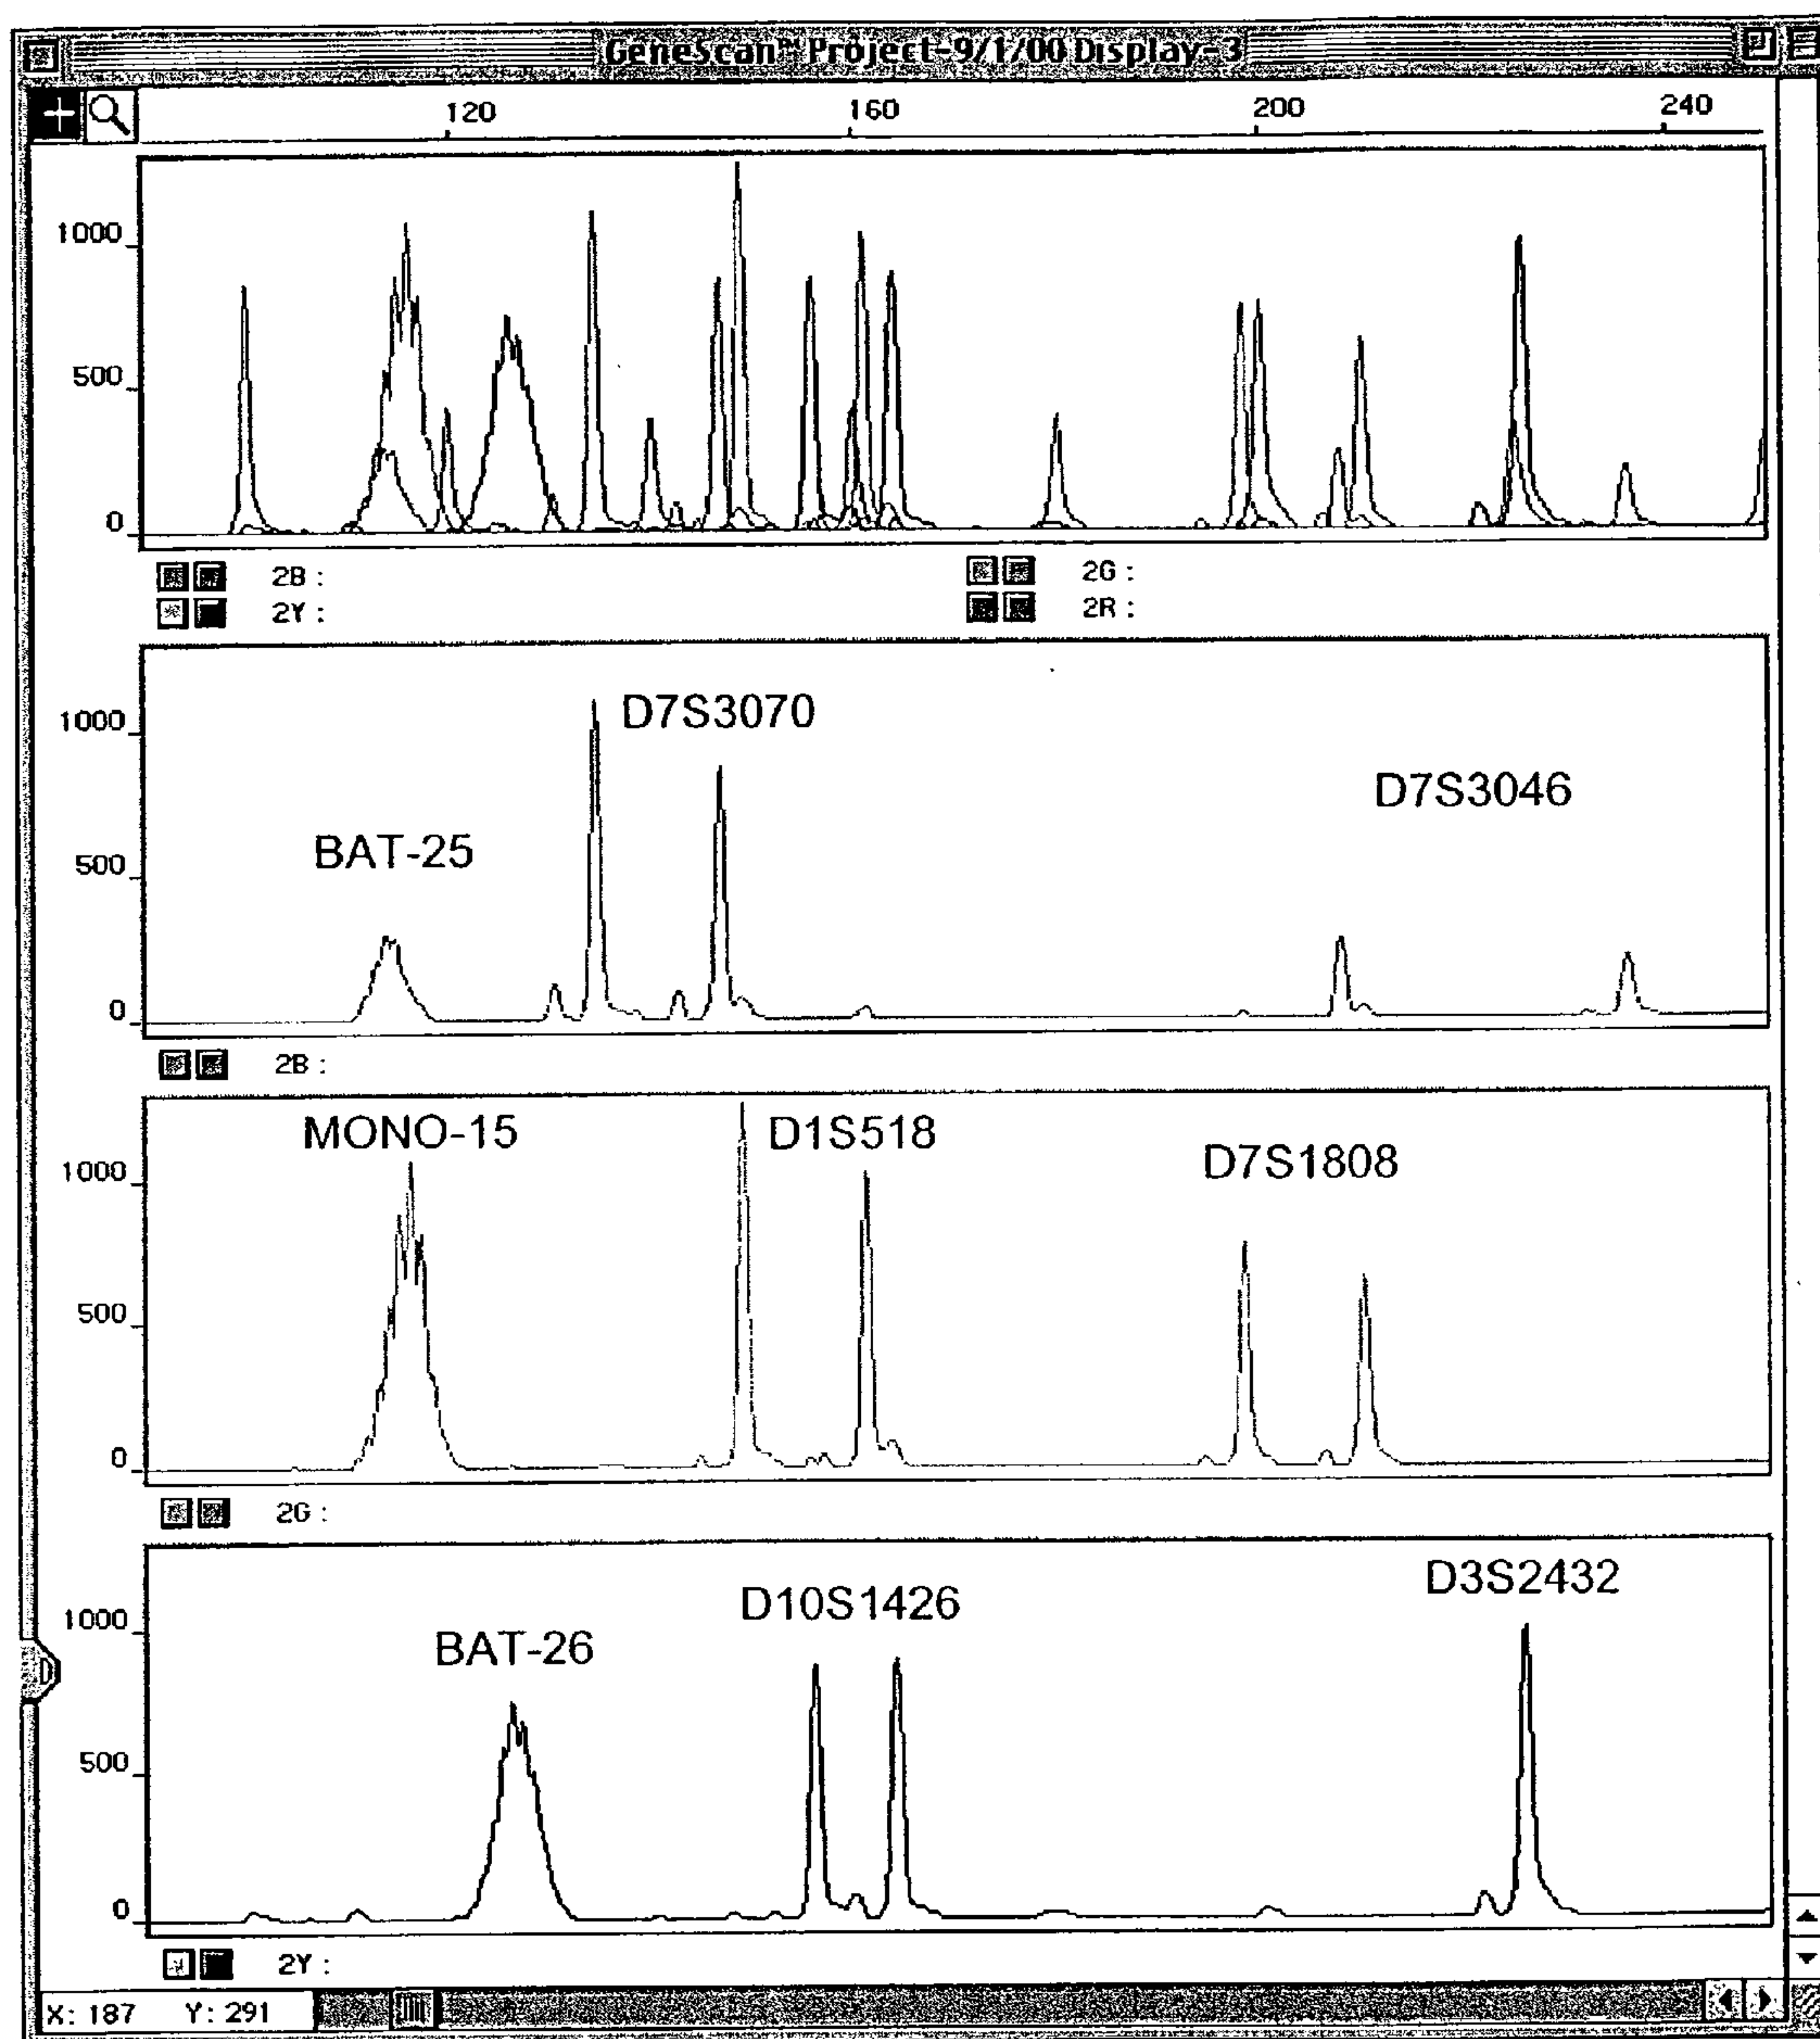 GeneScan™ Project-9/1/00 Display-3
120 160 200 240
1000
500
0
2B : 2G :
2Y : 2R :
D7S3070
1000
D7S3046
BAT-25
500
0
2B :
MONO-15 D1S518
D7S1808
1000
500
0
2G :
D3S2432
D10S1426
1000
BAT-26
500
0
2Y :
X: 187 Y: 291